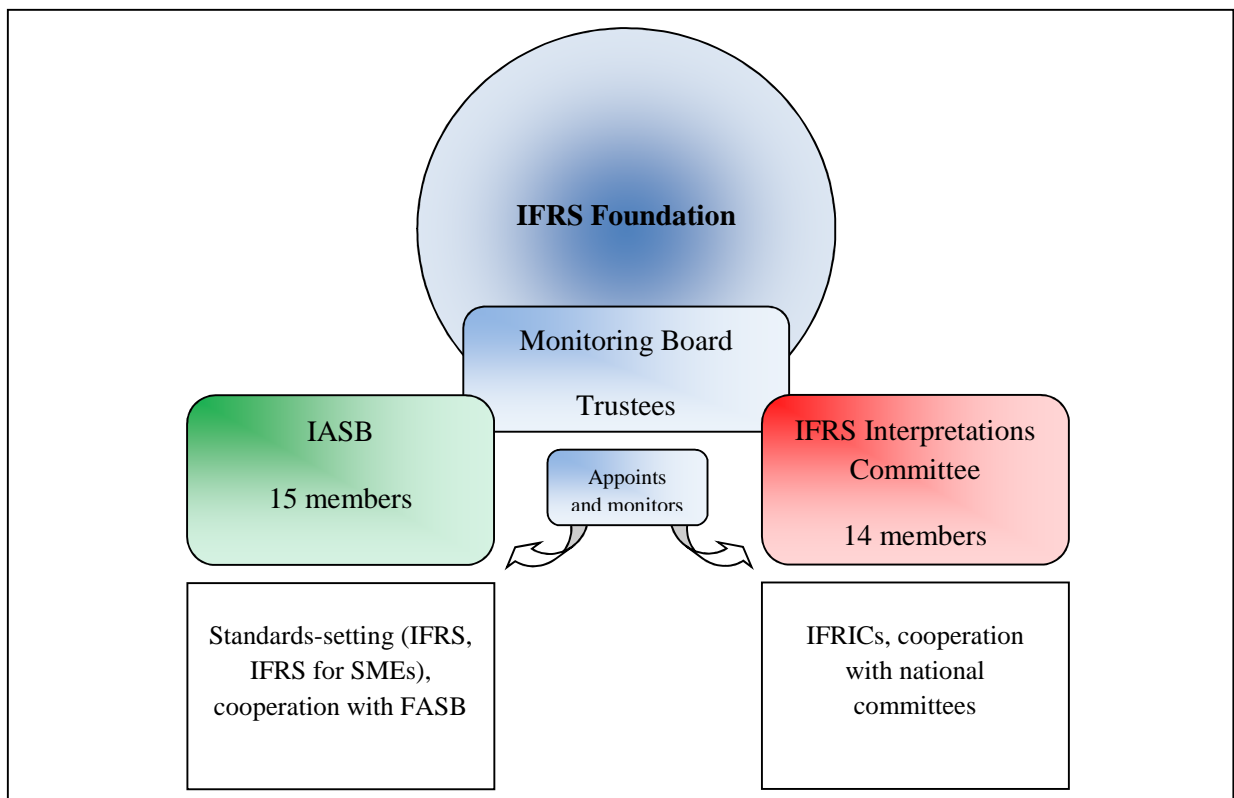 IFRS Foundation
Monitoring Board
Trustees
IASB
15 members
Appoints
and monitors
IFRS Interpretations
Committee
14 members
Standards-setting (IFRS,
IFRS for SMEs),
cooperation with FASB
IFRICs, cooperation
with national
committees